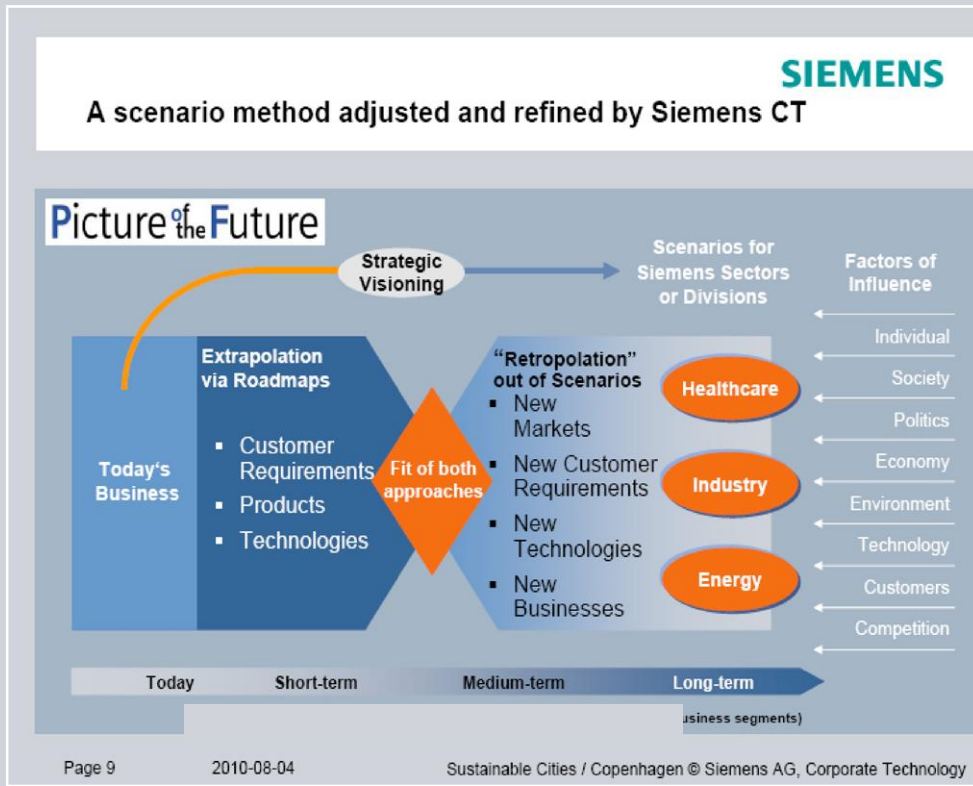 SIEMENS
A scenario method adjusted and refined by Siemens CT
Picture of the Future
Strategic
Visioning
Scenarios for
Siemens Sectors
or Divisions
Factors of
Influence
Today‘s
Business
Extrapolation
via Roadmaps
▪ Customer
Requirements
▪ Products
▪ Technologies
Fit of both
approaches
“Retropolation”
out of Scenarios
▪ New
Markets
▪ New Customer
Requirements
▪ New
Technologies
▪ New
Businesses
Healthcare
Industry
Energy
Individual
Society
Politics
Economy
Environment
Technology
Customers
Competition
Today
Short-term
Medium-term
Long-term
segments)
Page 9
2010-08-04
Sustainable Cities / Copenhagen © Siemens AG, Corporate Technology